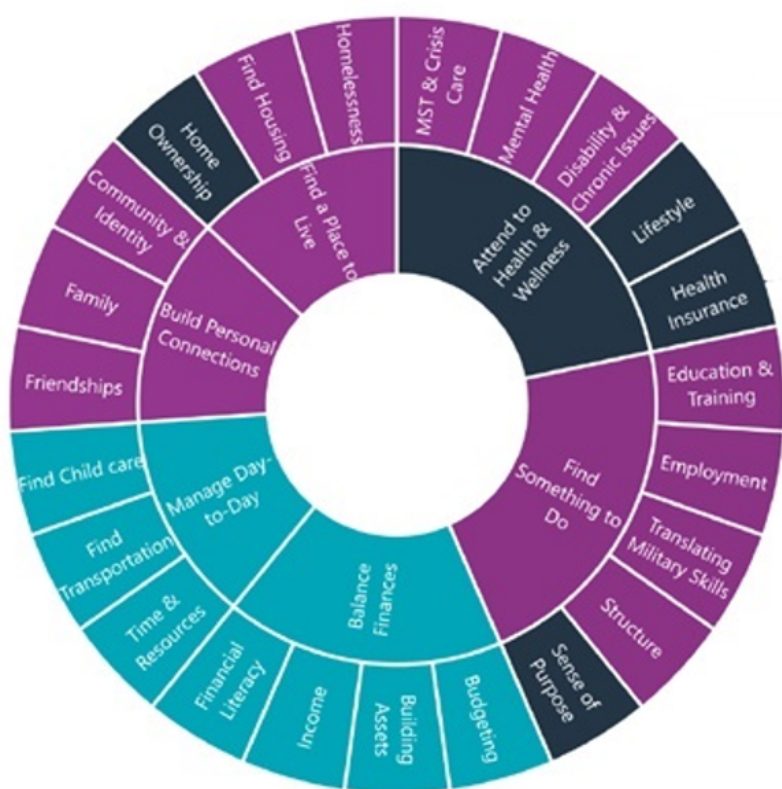 MST & Crisis
Care
Mental Health
Disability &
Chronic Issues
Lifestyle
Health
Insurance
Education &
Training
Employment
Translating
Military Skills
Structure
Sense of
Purpose
Budgeting
Building
Assets
Income
Financial
Literacy
Time &
Resources
Find
Transportation
Find Child care
Friendships
Family
Community &
Identity
Home
Ownership
Find Housing
Homelessness
Attend to
Health &
Wellness
Find
Something to
Do
Balance
Finances
Manage Day-
to-Day
Build Personal
Connections
Find a Place to
Live